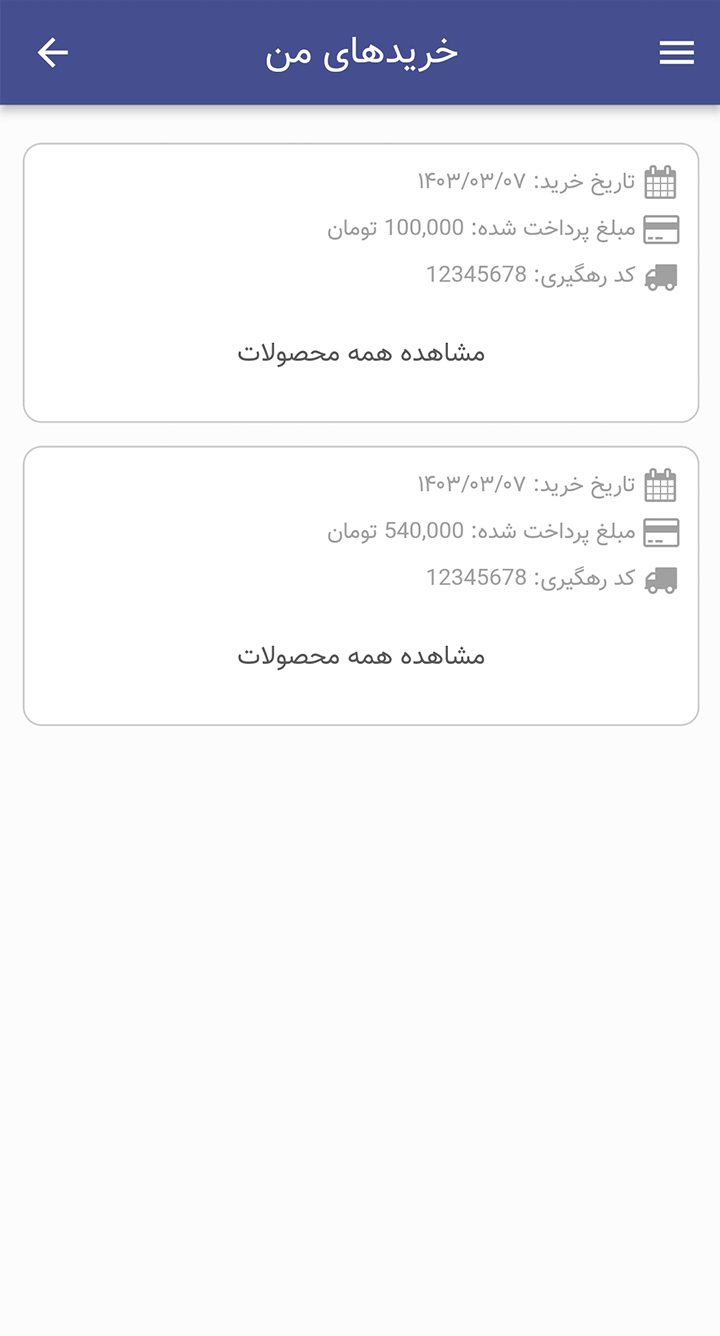 خریدهای من
تاریخ خرید: ۱۴۰۳/۰۳/۰۷
مبلغ پرداخت شده: 100,000 تومان
کد رهگیری: 12345678
مشاهده همه محصولات
تاریخ خرید: ۱۴۰۳/۰۳/۰۷
مبلغ پرداخت شده: 540,000 تومان
کد رهگیری: 12345678
مشاهده همه محصولات